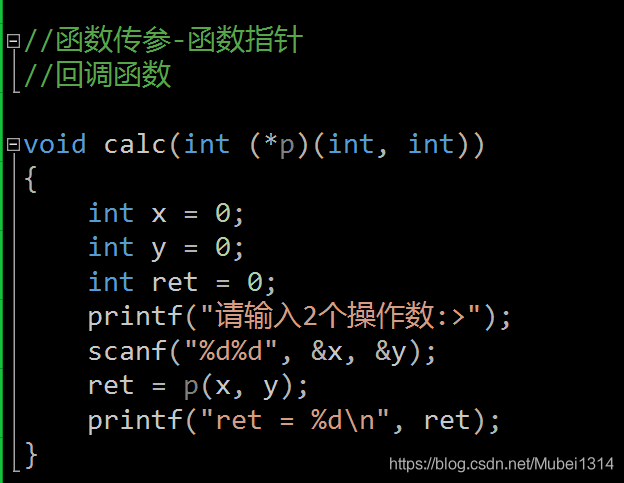 //函数传参-函数指针
//回调函数
void calc(int (*p)(int, int))
{
    int x = 0;
    int y = 0;
    int ret = 0;
    printf("请输入2个操作数:>");
    scanf("%d%d", &x, &y);
    ret = p(x, y);
    printf("ret = %d\n", ret);
}
https://blog.csdn.net/Mubei1314